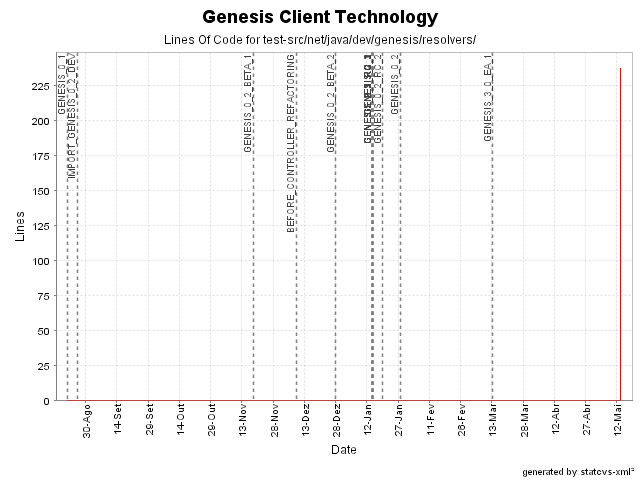 Genesis Client Technology
Lines Of Code for test-src/net/java/dev/genesis/resolvers/
GENESIS_0_1
IMPORT_GENESIS_0_2_DEV
GENESIS_0_2_BETA_1
BEFORE_CONTROLLER_REFACTORING
GENESIS_0_2_BETA_2
GENESIS_0_2_RC_2
GENESIS_0_2
GENESIS_3_0_EA_1
Lines
225
200
175
150
125
100
75
50
25
0
30-Ago
14-Set
29-Set
14-Out
29-Out
13-Nov
28-Nov
13-Dez
28-Dez
12-Jan
27-Jan
11-Fev
26-Fev
13-Mar
28-Mar
12-Abr
27-Abr
12-Mai
Date
generated by statcvs-xml²